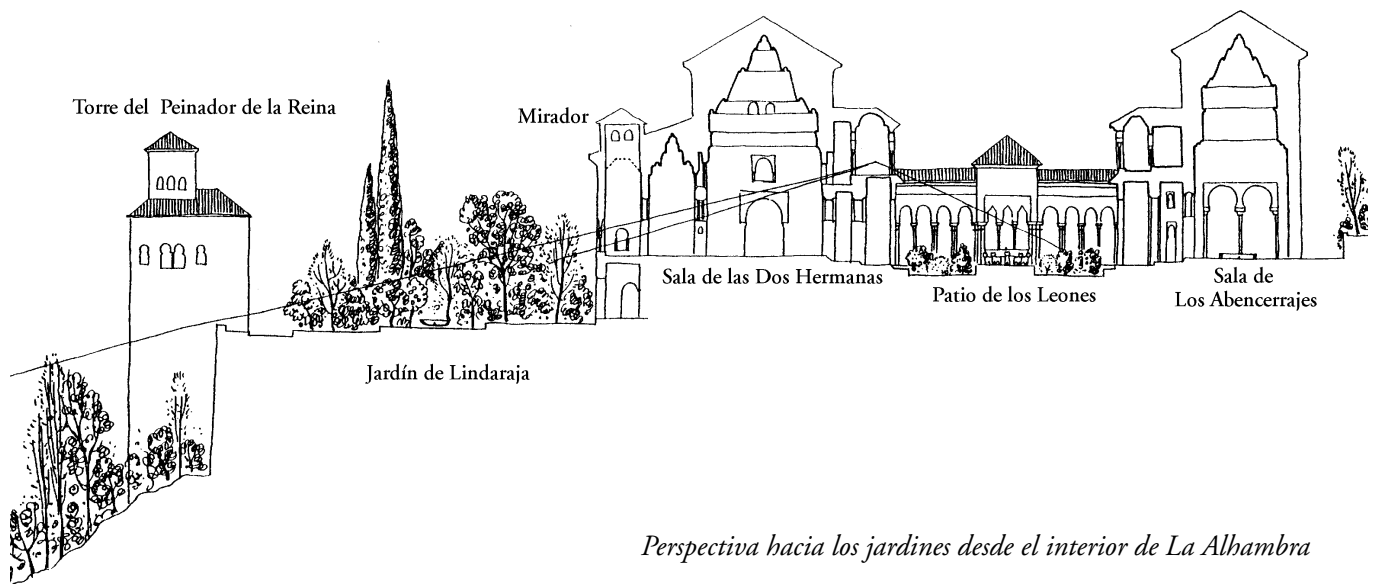 Torre del Peinador de la Reina
Mirador
Sala de las Dos Hermanas
Patio de los Leones
Sala de
Los Abencerrajes
Jardín de Lindaraja
Perspectiva hacia los jardines desde el interior de La Alhambra